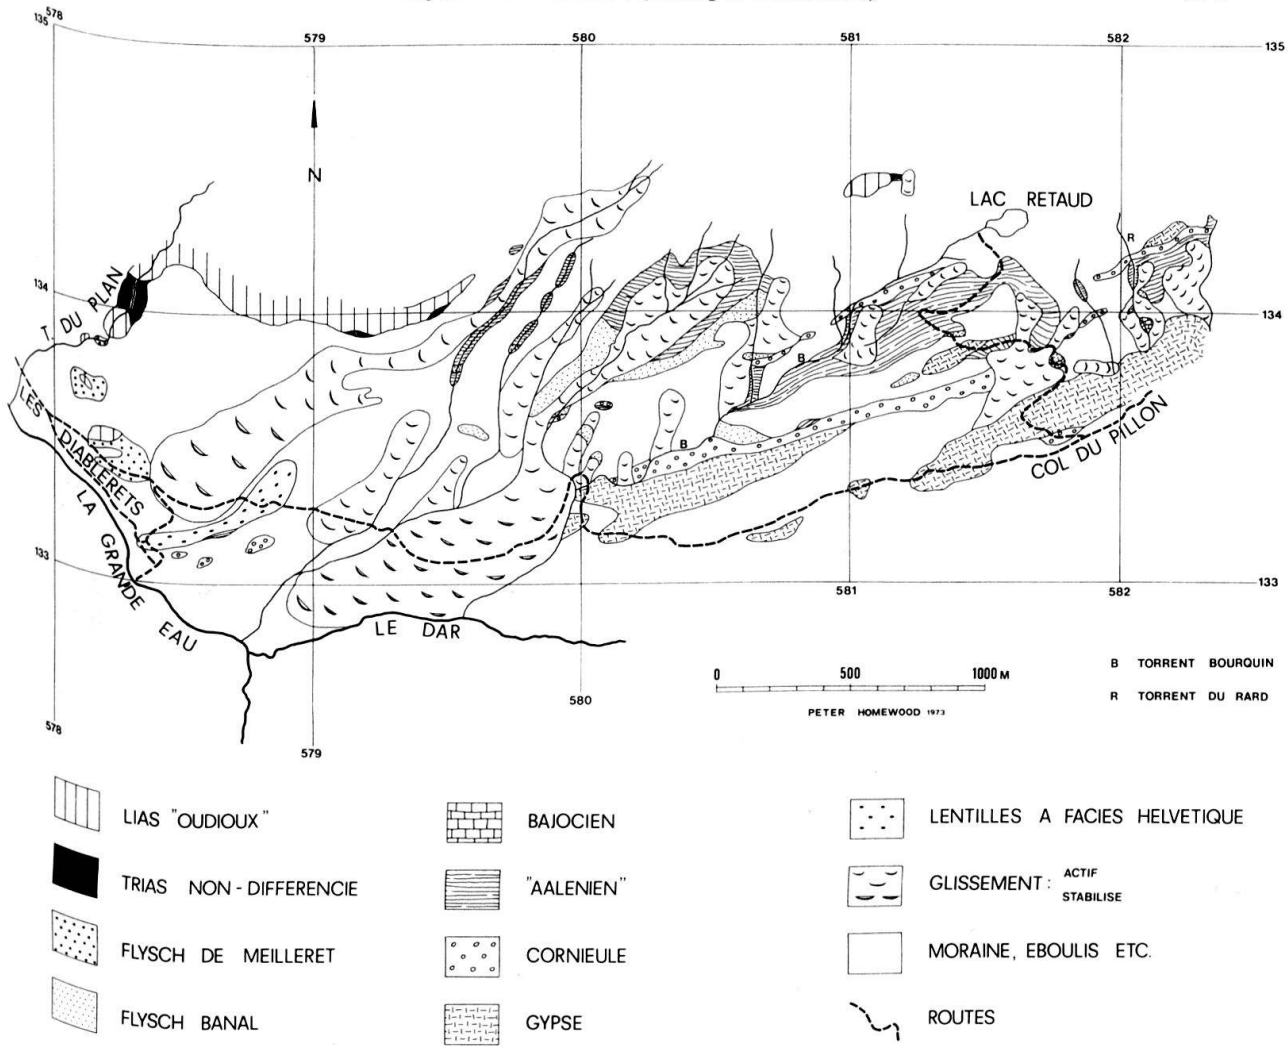 578
135
579
580
581
582
135
N
LAC RETAUD
R
134
T. DU PLAN
134
B
B
LES DIABLERETS
COL DU PILLON
LA GRANDE EAU
133
133
581
582
LE DAR
578
579
580
0 500 1000 M
PETER HOMEWOOD 1973
B TORRENT BOURQUIN
R TORRENT DU RARD
LIAS "OUDIOUX"
TRIAS NON-DIFFERENCIE
FLYSCH DE MEILLERET
FLYSCH BANAL
BAJOCIEN
"AALENIEN"
CORNIEULE
GYPSE
LENTILLES A FACIES HELVETIQUE
GLISSEMENT: ACTIF
STABILISE
MORAINE, EBOULIS ETC.
ROUTES